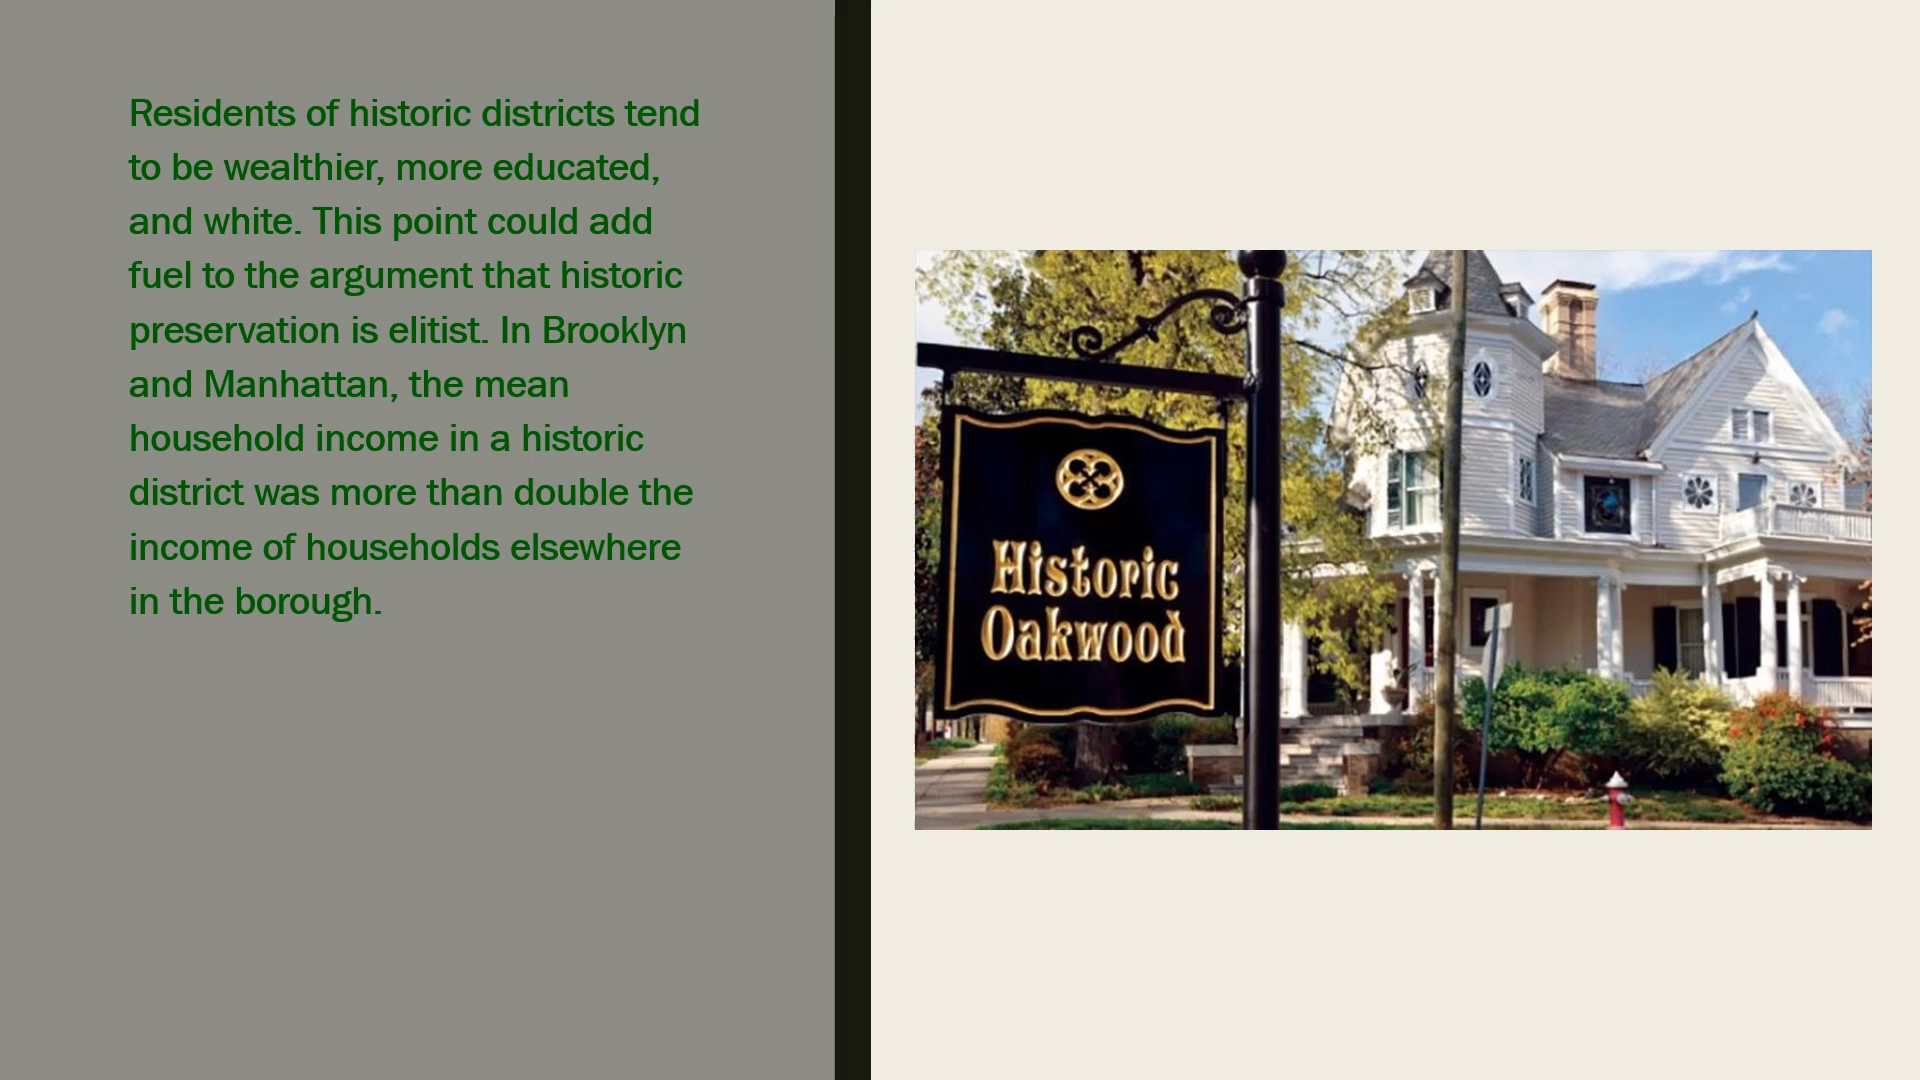 Residents of historic districts tend
to be wealthier, more educated,
and white. This point could add
fuel to the argument that historic
preservation is elitist. In Brooklyn
and Manhattan, the mean
household income in a historic
district was more than double the
income of households elsewhere
in the borough.
Historic
Oakwood